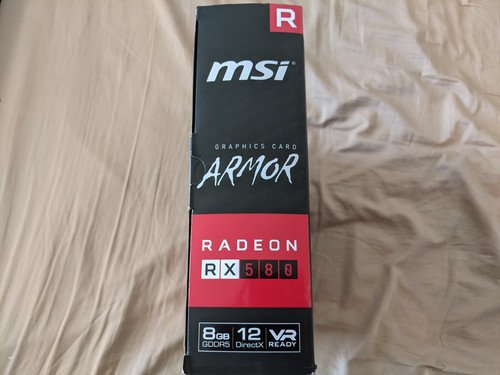 R
msi
GRAPHICS CARD
ARMOR
RADEON
RX 580
8GB 12 VR
GDDR5 DirectX READY